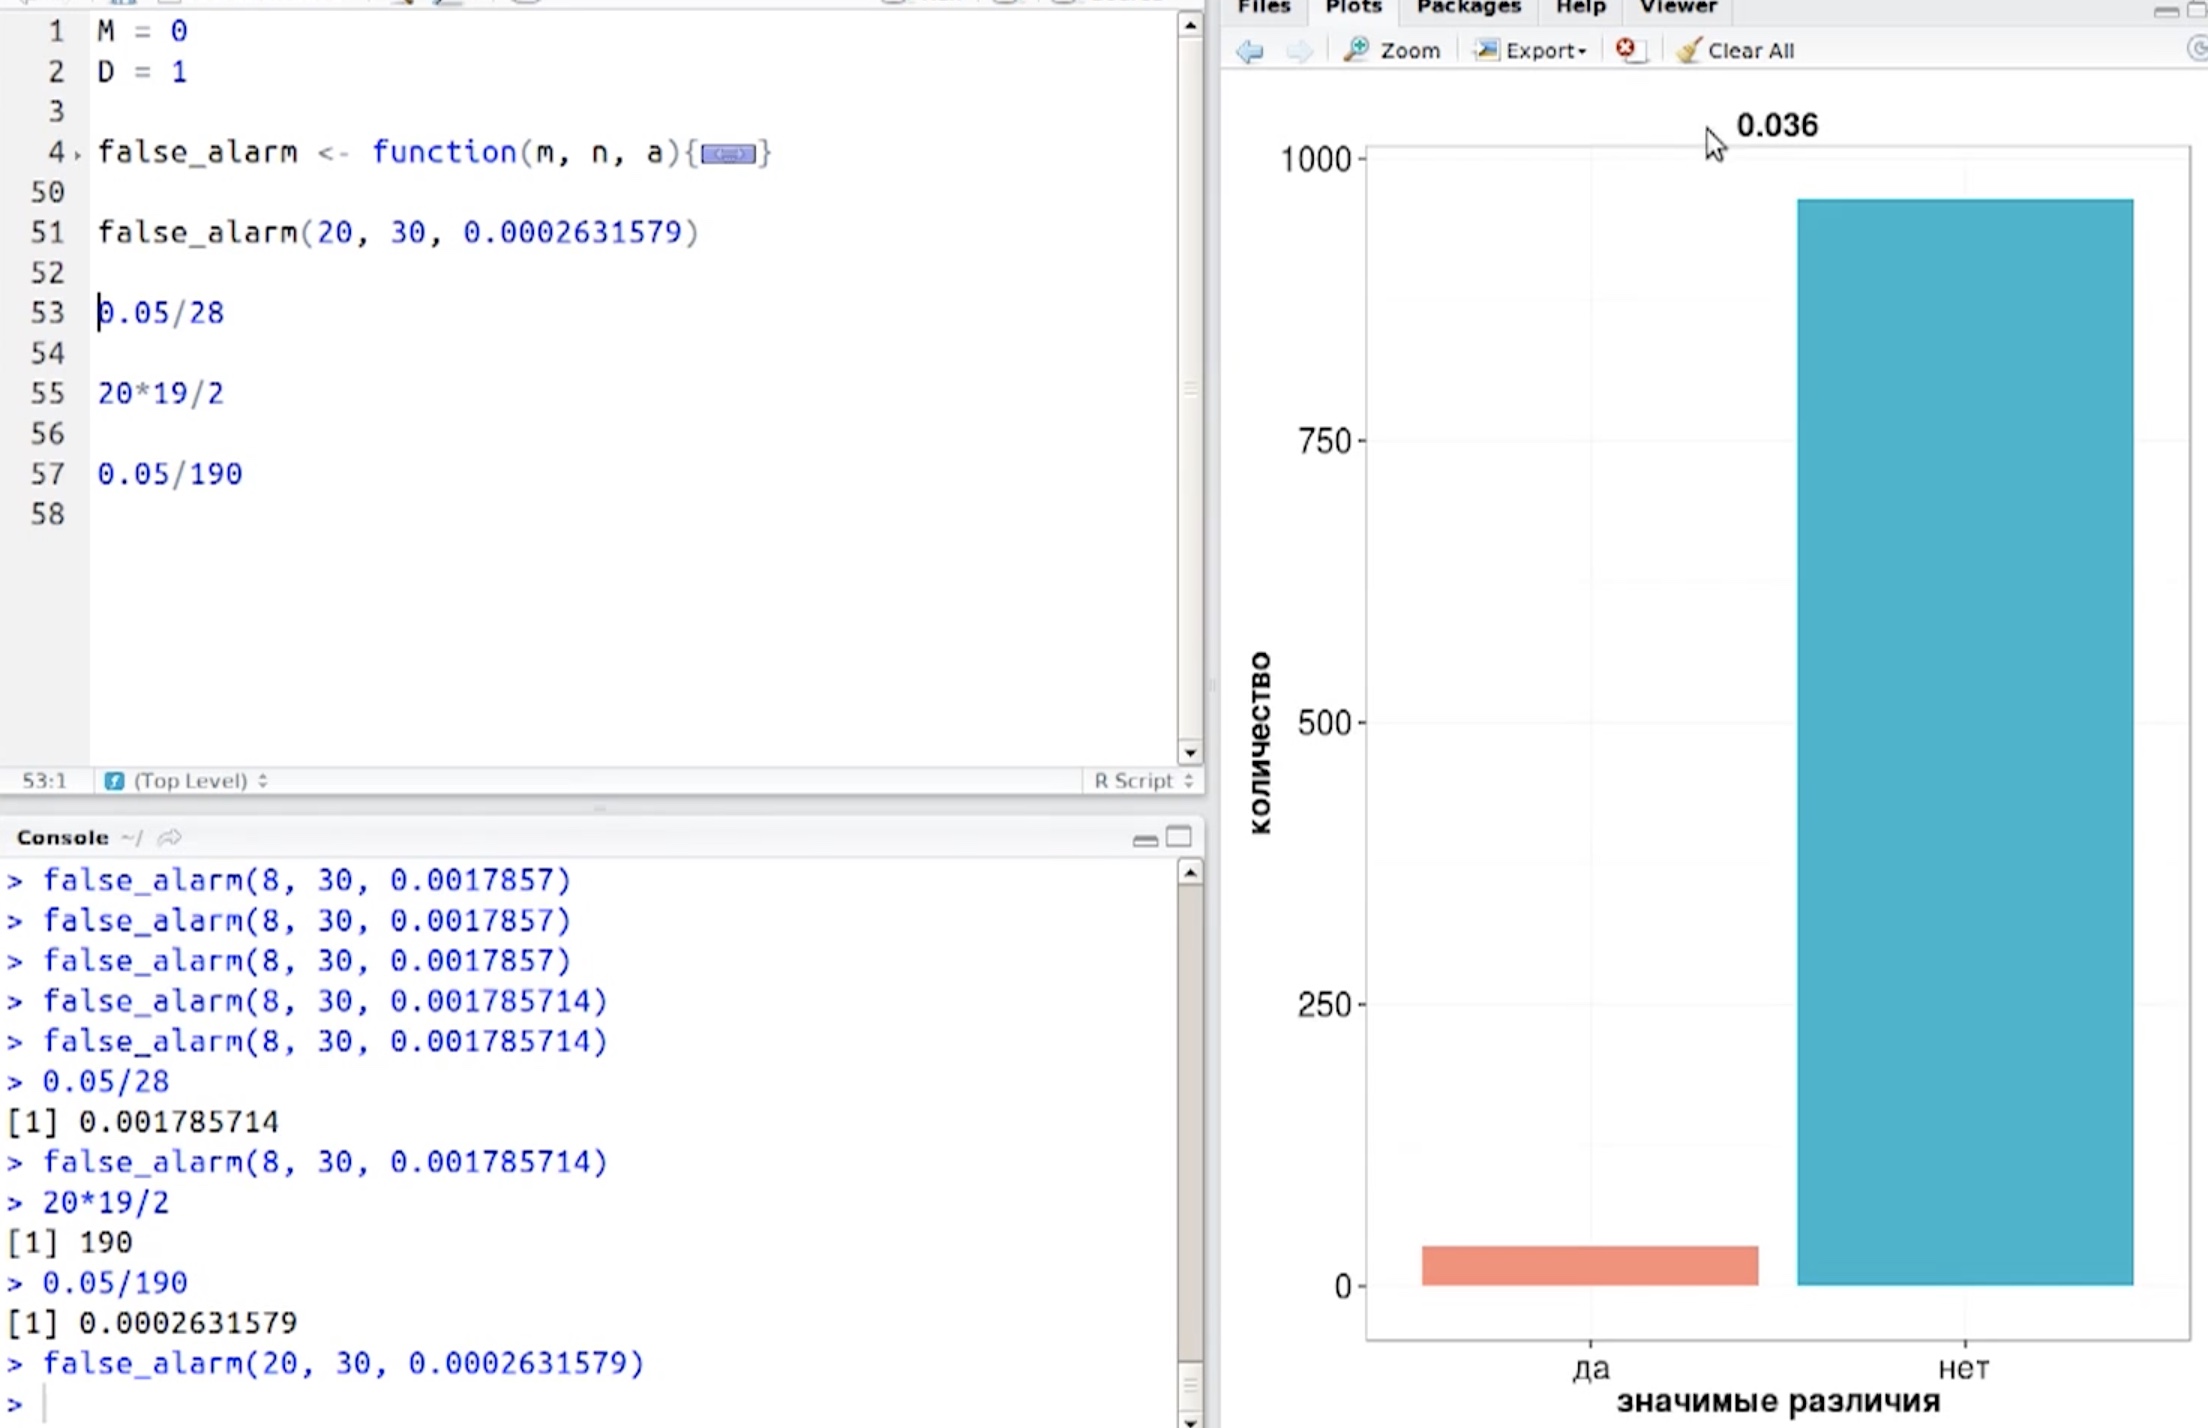 1 M = 0
2 D = 1
3
4 false_alarm <- function(m, n, a){}
50
51 false_alarm(20, 30, 0.0002631579)
52
53 0.05/28
54
55 20*19/2
56
57 0.05/190
58
53:1 (Top Level) R Script
Console ~/
> false_alarm(8, 30, 0.0017857)
> false_alarm(8, 30, 0.0017857)
> false_alarm(8, 30, 0.0017857)
> false_alarm(8, 30, 0.001785714)
> false_alarm(8, 30, 0.001785714)
> 0.05/28
[1] 0.001785714
> false_alarm(8, 30, 0.001785714)
> 20*19/2
[1] 190
> 0.05/190
[1] 0.0002631579
> false_alarm(20, 30, 0.0002631579)
>
Files Plots Packages Help Viewer
Zoom Export Clear All
0.036
1000
750
500
250
0
количество
да нет
значимые различия